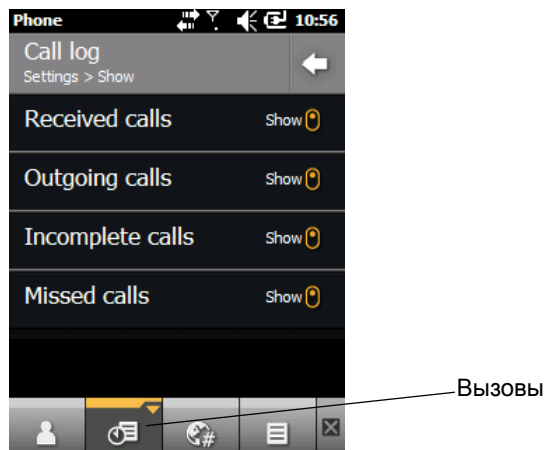 Phone 10:56
Call log
Settings > Show
Received calls Show
Outgoing calls Show
Incomplete calls Show
Missed calls Show
#
Вызовы